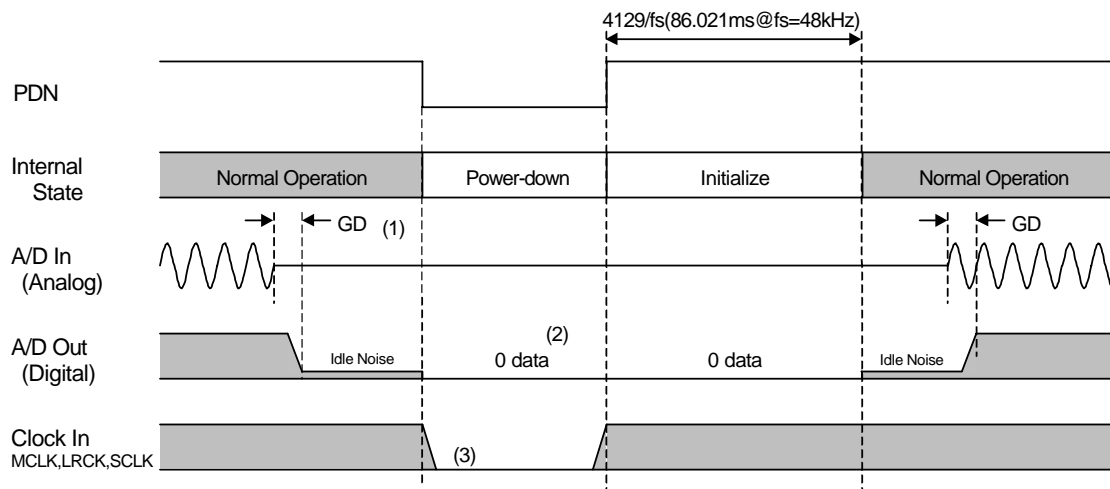 4129/fs(86.021ms@fs=48kHz)
PDN
Internal
State
Normal Operation
Power-down
Initialize
Normal Operation
GD
(1)
GD
A/D In
(Analog)
A/D Out
(Digital)
Idle Noise
(2)
0 data
0 data
Idle Noise
Clock In
MCLK,LRCK,SCLK
(3)